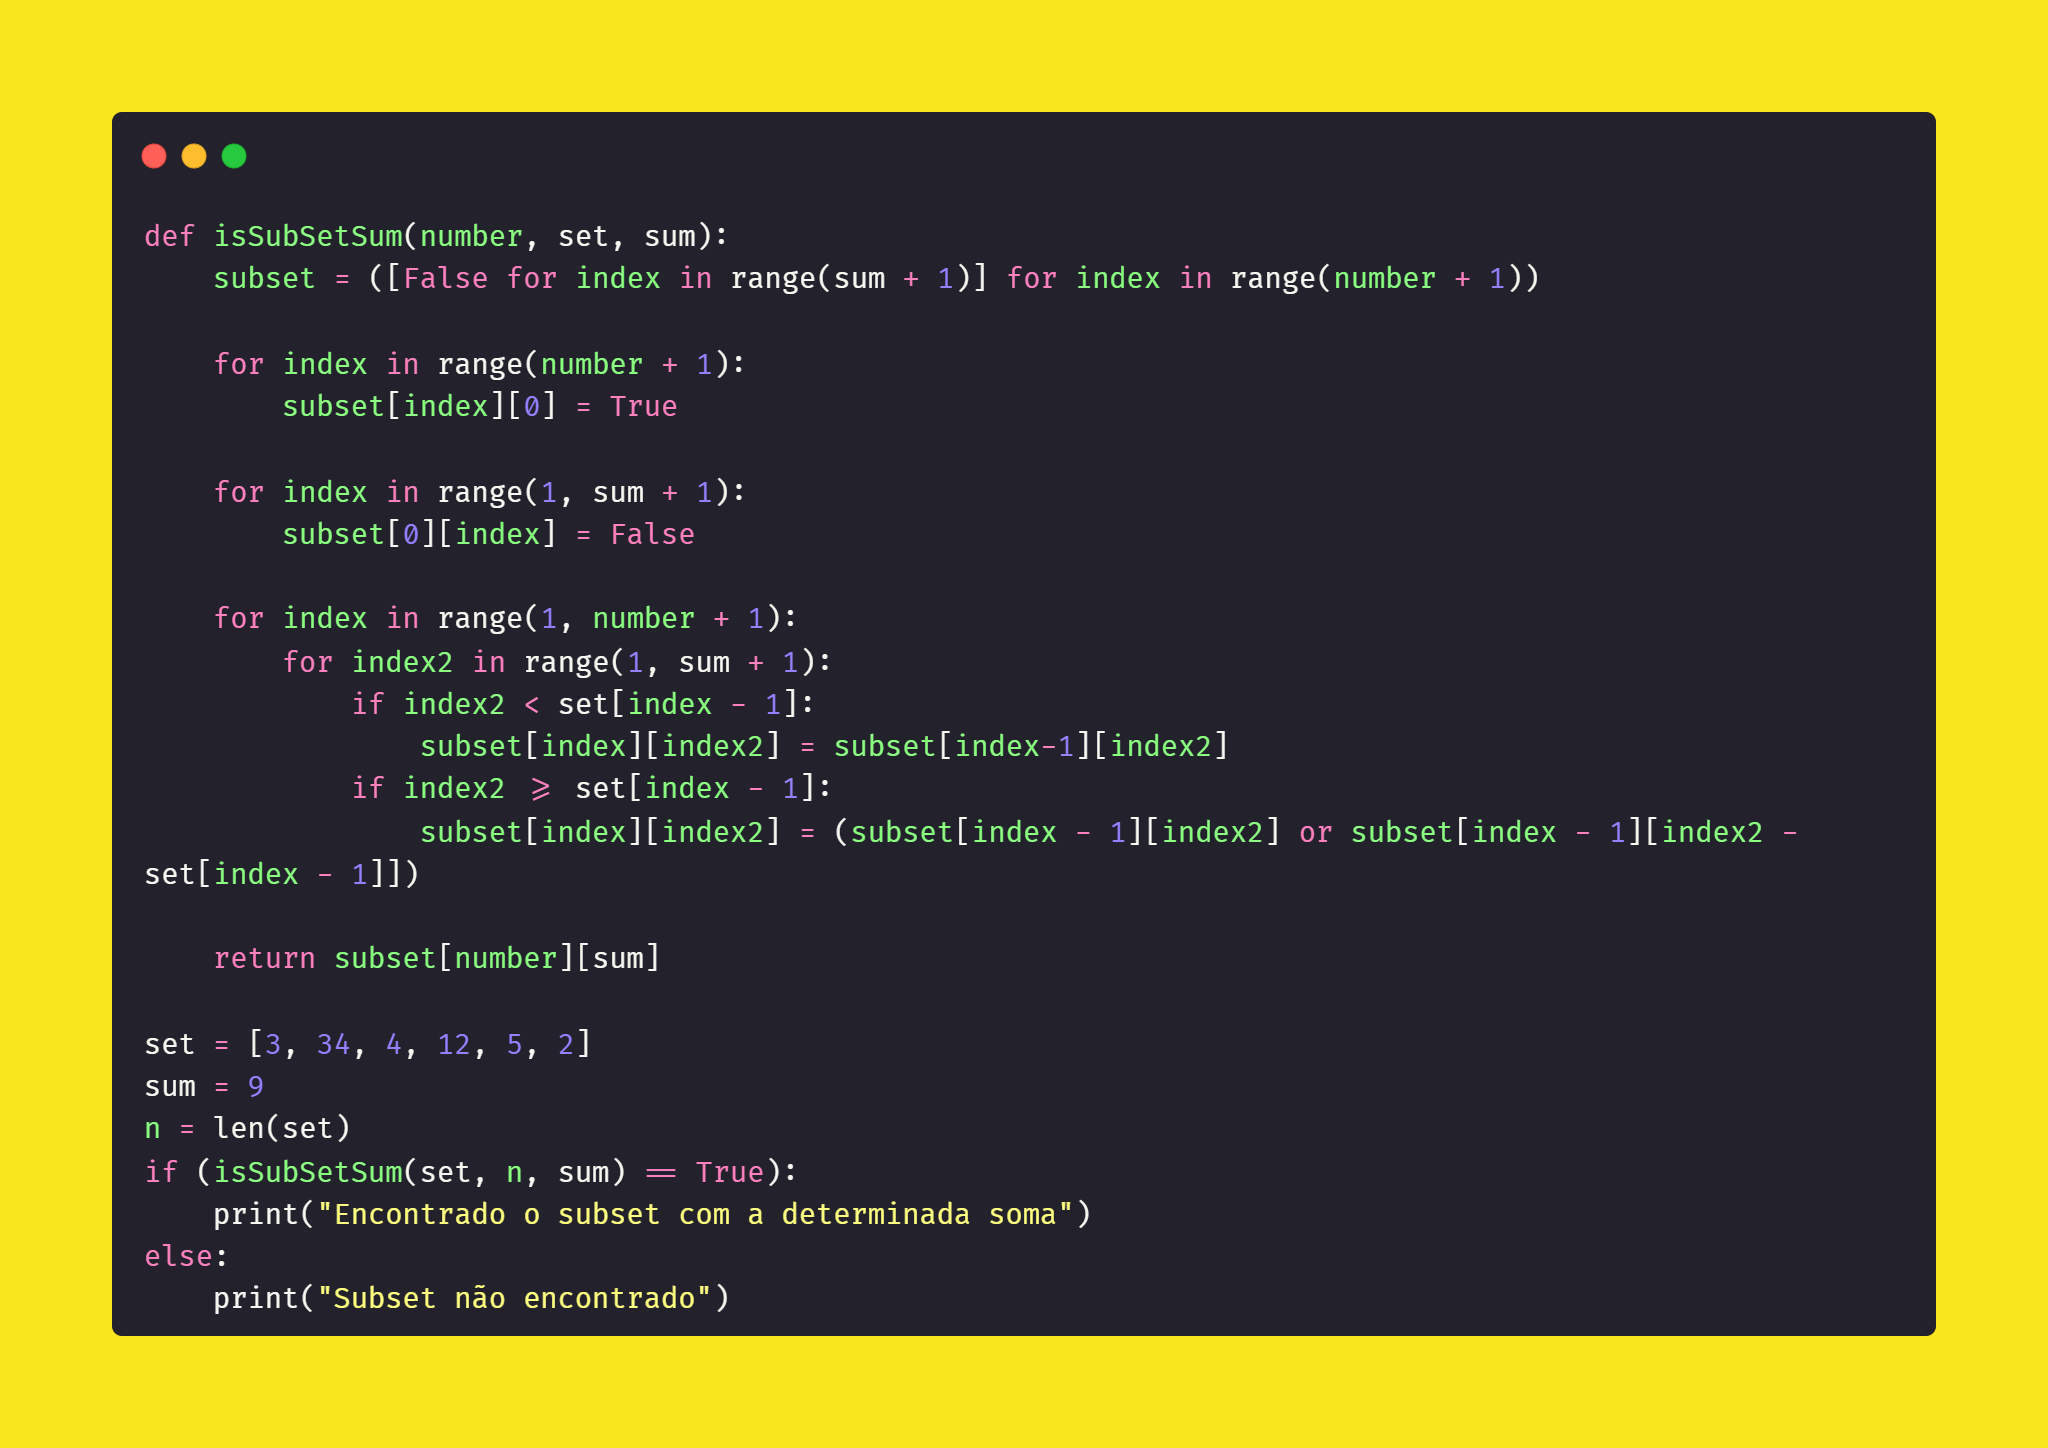 def isSubSetSum(number, set, sum):
    subset = ([False for index in range(sum + 1)] for index in range(number + 1))

    for index in range(number + 1):
        subset[index][0] = True

    for index in range(1, sum + 1):
        subset[0][index] = False

    for index in range(1, number + 1):
        for index2 in range(1, sum + 1):
            if index2 < set[index - 1]:
                subset[index][index2] = subset[index-1][index2]
            if index2 >= set[index - 1]:
                subset[index][index2] = (subset[index - 1][index2] or subset[index - 1][index2 -
set[index - 1]])

    return subset[number][sum]

set = [3, 34, 4, 12, 5, 2]
sum = 9
n = len(set)
if (isSubSetSum(set, n, sum) == True):
    print("Encontrado o subset com a determinada soma")
else:
    print("Subset não encontrado")